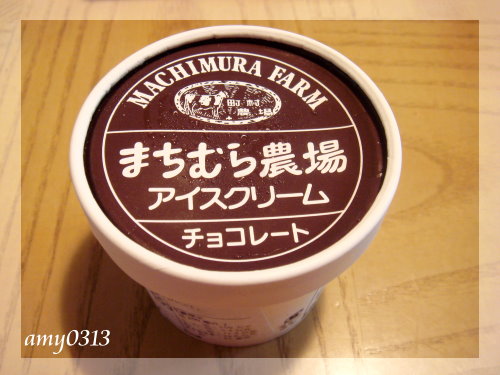 MACHIMURA FARM
町村
農場
まちむら農場
アイスクリーム
チョコレート
amy0313